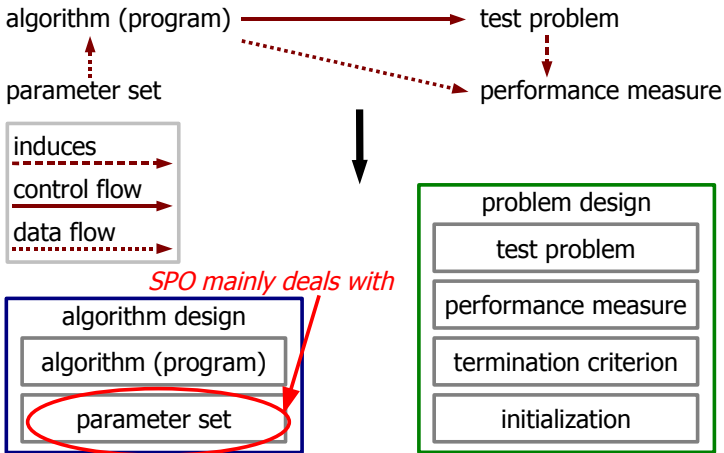 algorithm (program)
test problem
parameter set
performance measure
induces
control flow
data flow
SPO mainly deals with
algorithm design
algorithm (program)
parameter set
problem design
test problem
performance measure
termination criterion
initialization